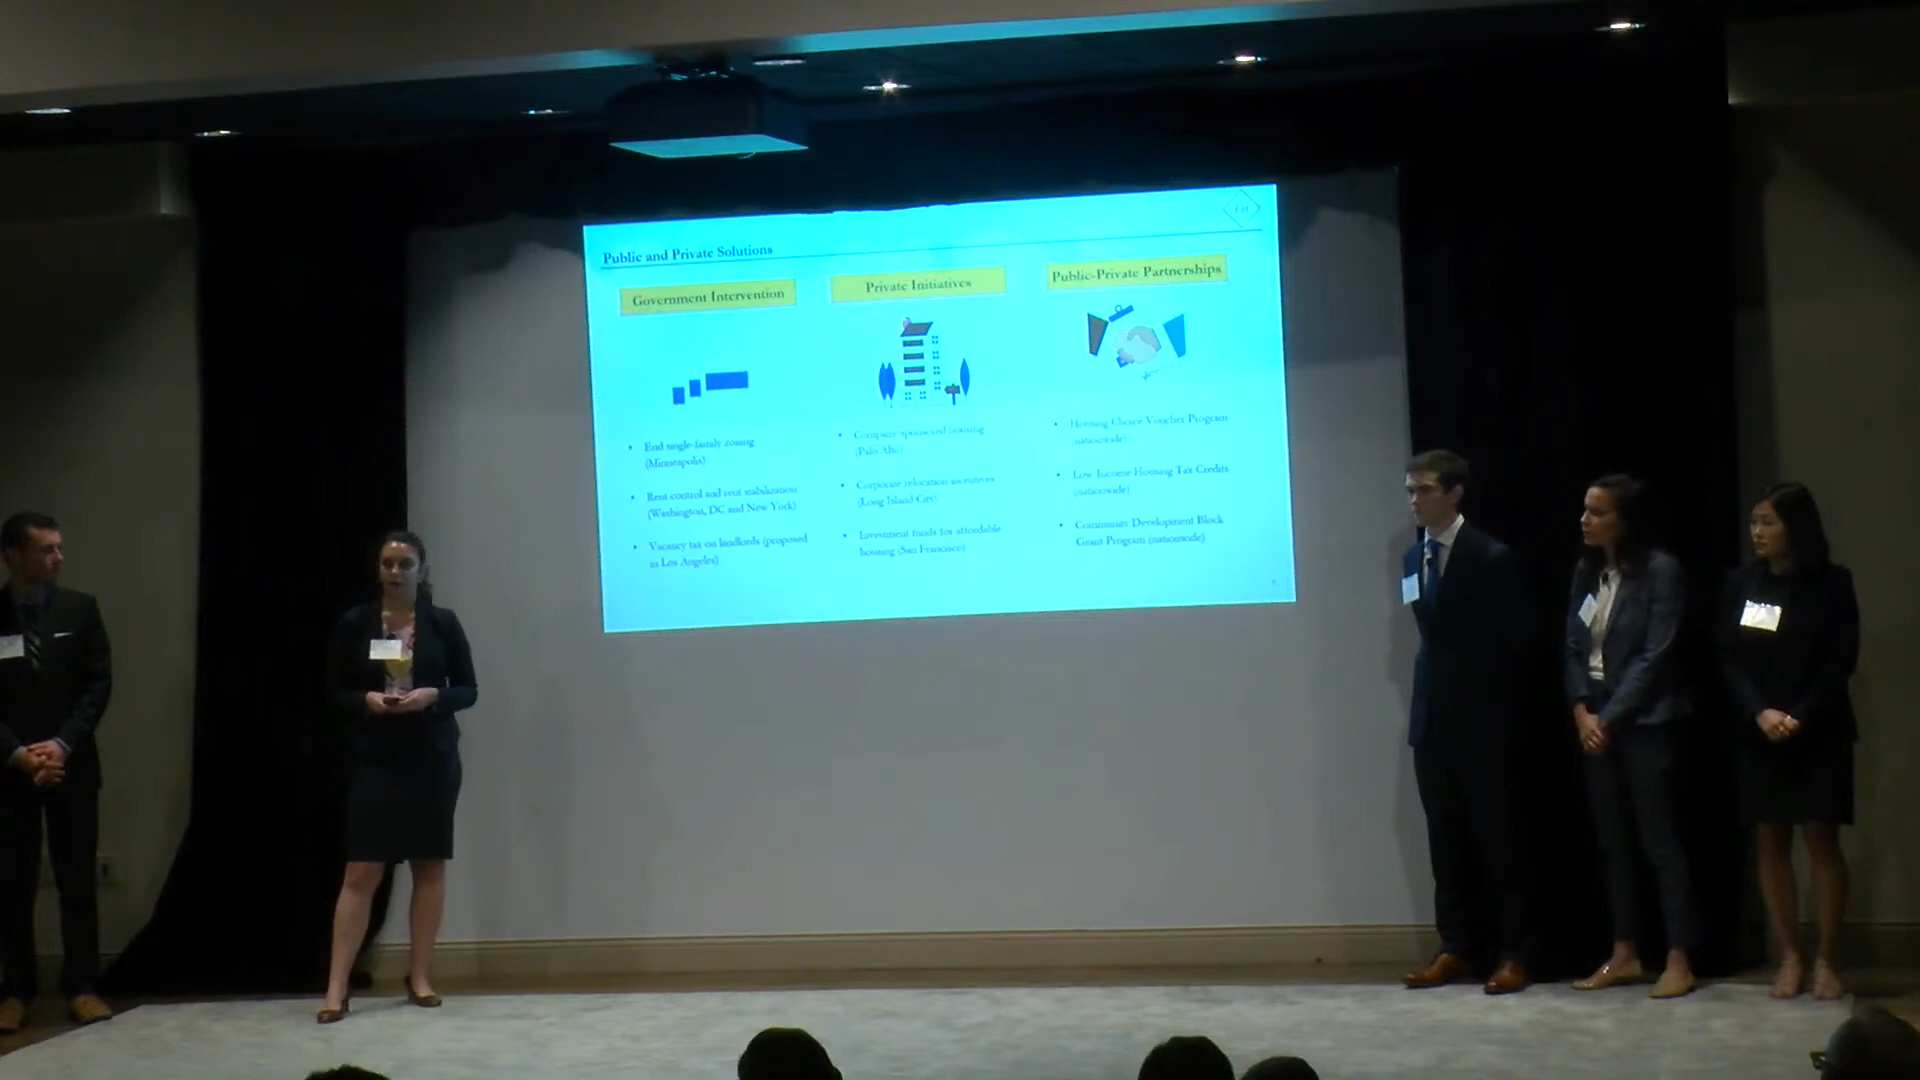 Public and Private Solutions
Government Intervention
End single-family zoning
(Minneapolis)
Rent control and rent stabilization
(Washington, DC and New York)
Vacancy tax on landlords (proposed
in Los Angeles)
Private Initiatives
Company sponsored housing
(Palo Alto)
Corporate relocation incentives
(Long Island City)
Investment funds for affordable
housing (San Francisco)
Public-Private Partnerships
Housing Choice Voucher Program
(nationwide)
Low Income Housing Tax Credits
(nationwide)
Community Development Block
Grant Program (nationwide)